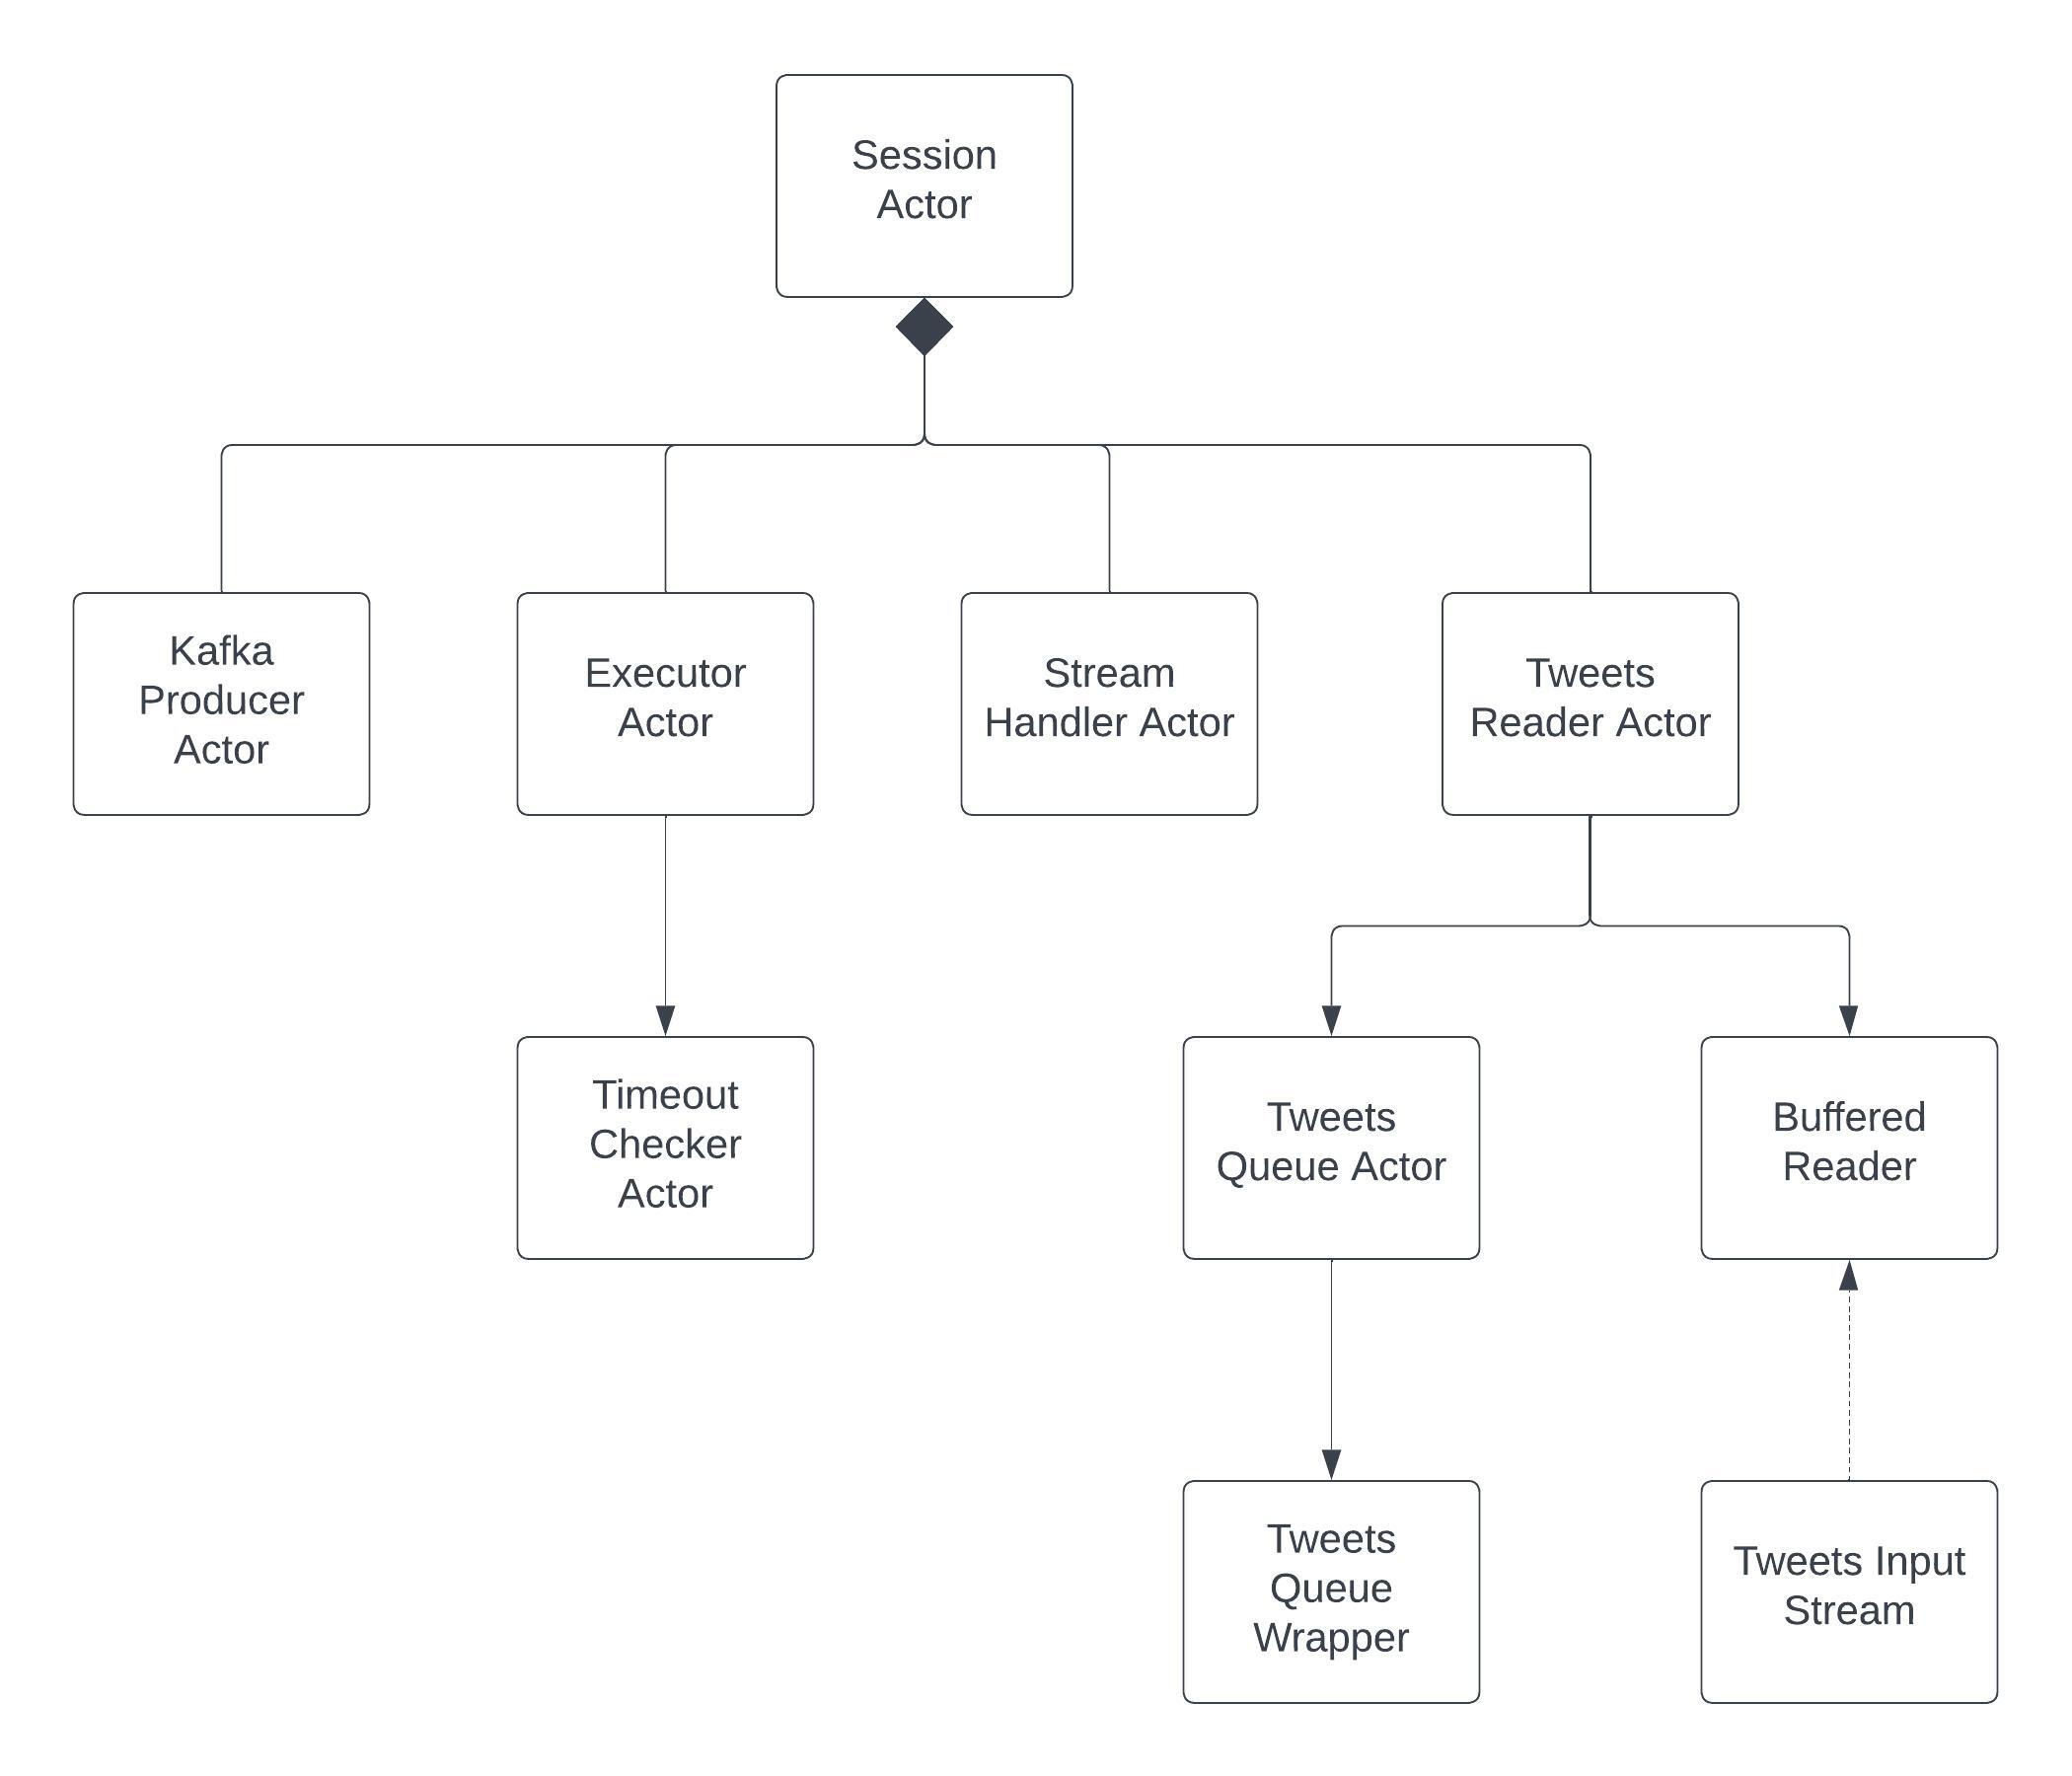 Session
Actor
Kafka
Producer
Actor
Executor
Actor
Stream
Handler Actor
Tweets
Reader Actor
Timeout
Checker
Actor
Tweets
Queue Actor
Buffered
Reader
Tweets
Queue
Wrapper
Tweets Input
Stream